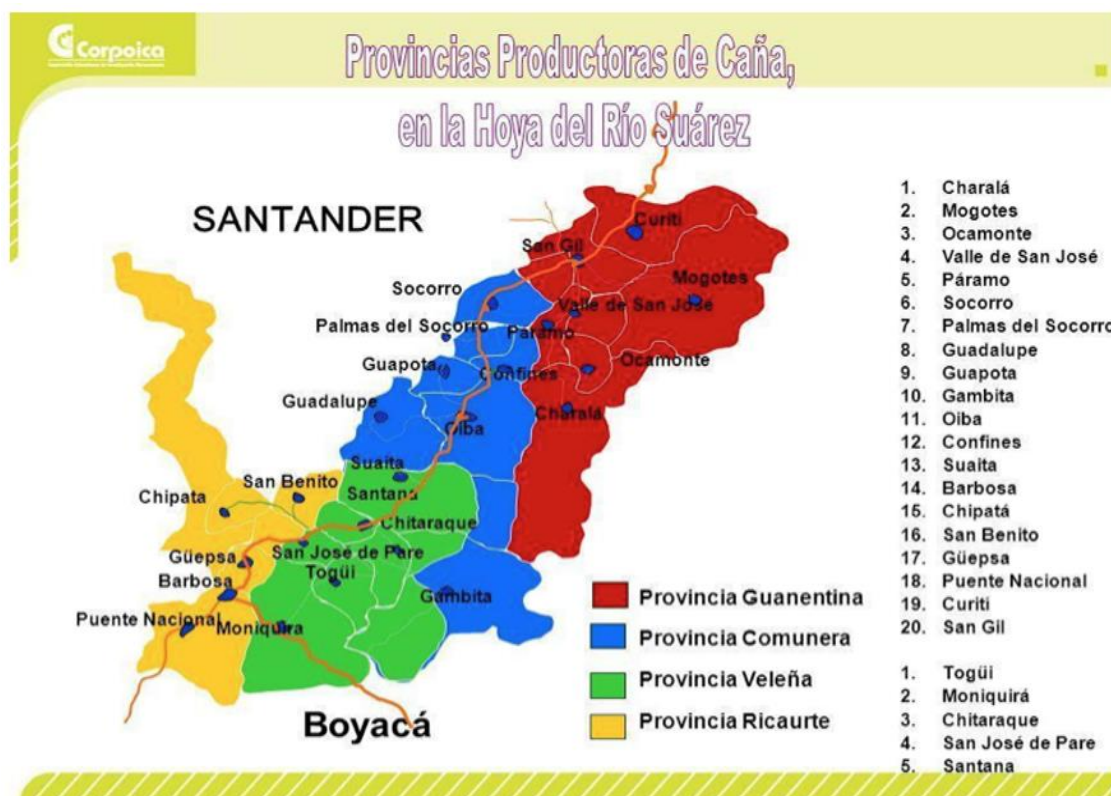 Corpoica
Provincias Productoras de Caña,
en la Hoya del Río Suárez
SANTANDER
Curiti
San Gil
Mogotes
Socorro
Valle de San José
Palmas del Socorro
Páramo
Guapota
Confines
Ocamonte
Guadalupe
Charalá
Oiba
Suaita
San Benito
Santana
Chipata
Chitaraque
San José de Pare
Güepsa
Togüi
Barbosa
Gambita
Puente Nacional
Moniquira
Boyacá
Provincia Guanentina
Provincia Comunera
Provincia Veleña
Provincia Ricaurte
1. Charalá
2. Mogotes
3. Ocamonte
4. Valle de San José
5. Páramo
6. Socorro
7. Palmas del Socorro
8. Guadalupe
9. Guapota
10. Gambita
11. Oiba
12. Confines
13. Suaita
14. Barbosa
15. Chipatá
16. San Benito
17. Güepsa
18. Puente Nacional
19. Curiti
20. San Gil
1. Togüi
2. Moniquirá
3. Chitaraque
4. San José de Pare
5. Santana